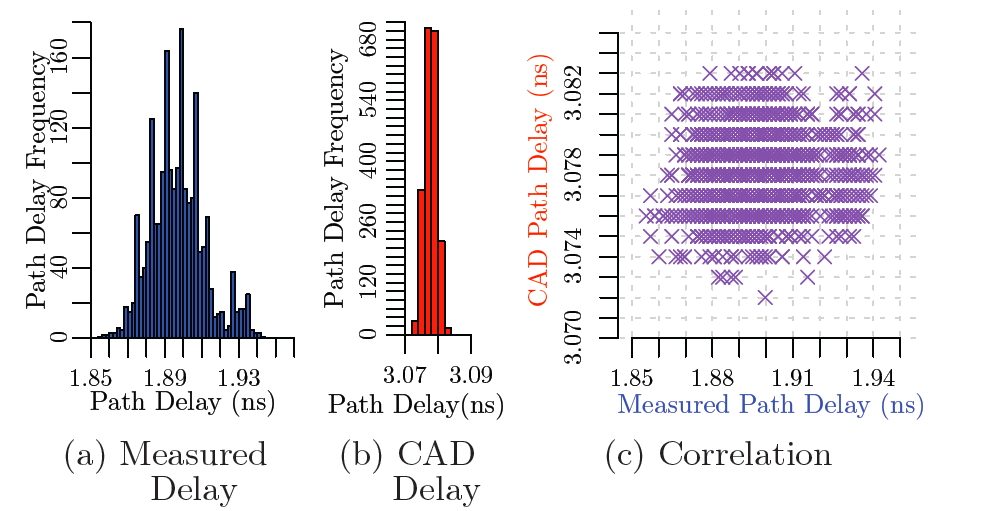 Path Delay Frequency
0
40
80
120
160
1.85
1.89
1.93
Path Delay (ns)
(a) Measured
Delay
Path Delay Frequency
0
120
260
400
540
680
3.07
3.09
Path Delay(ns)
(b) CAD
Delay
CAD Path Delay (ns)
3.070
3.074
3.078
3.082
1.85
1.88
1.91
1.94
Measured Path Delay (ns)
(c) Correlation